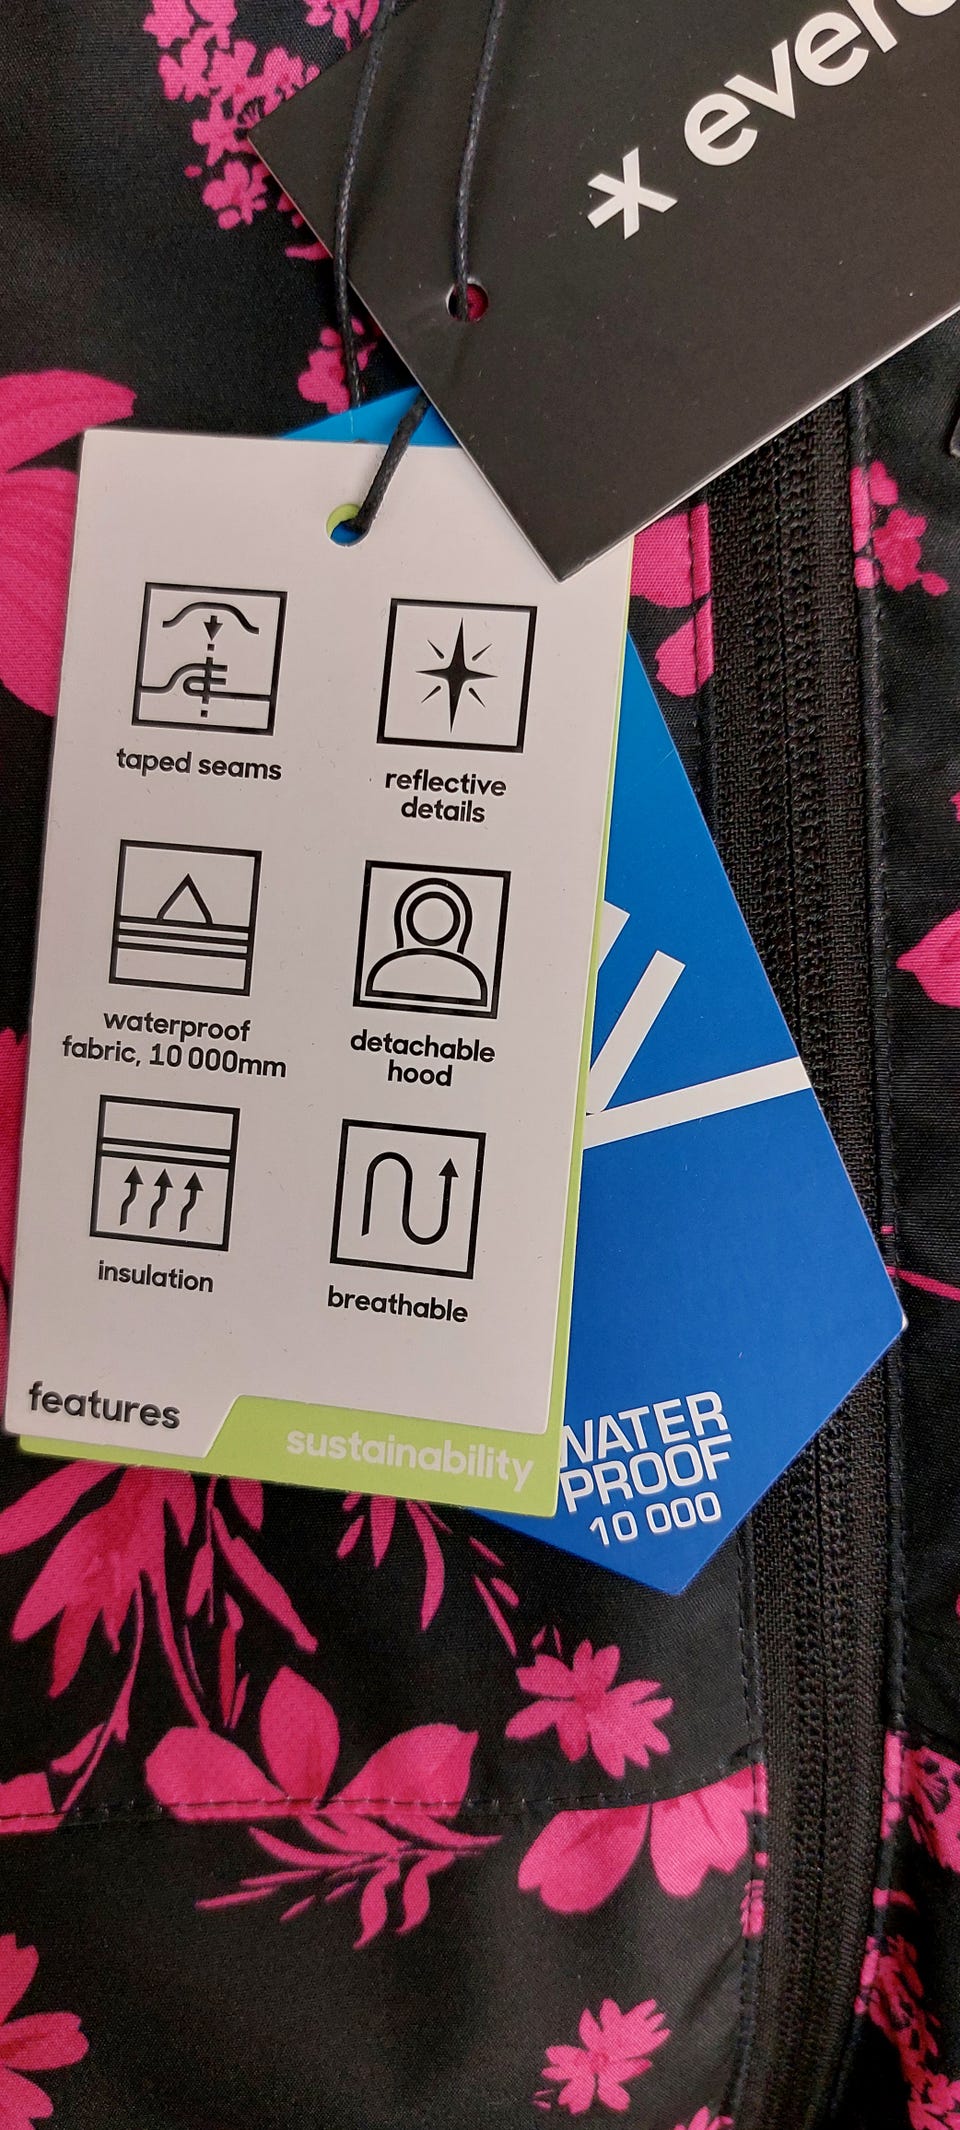 taped seams
reflective
details
waterproof
fabric, 10 000mm
detachable
hood
insulation
breathable
features
sustainability
WATER
PROOF
10 000